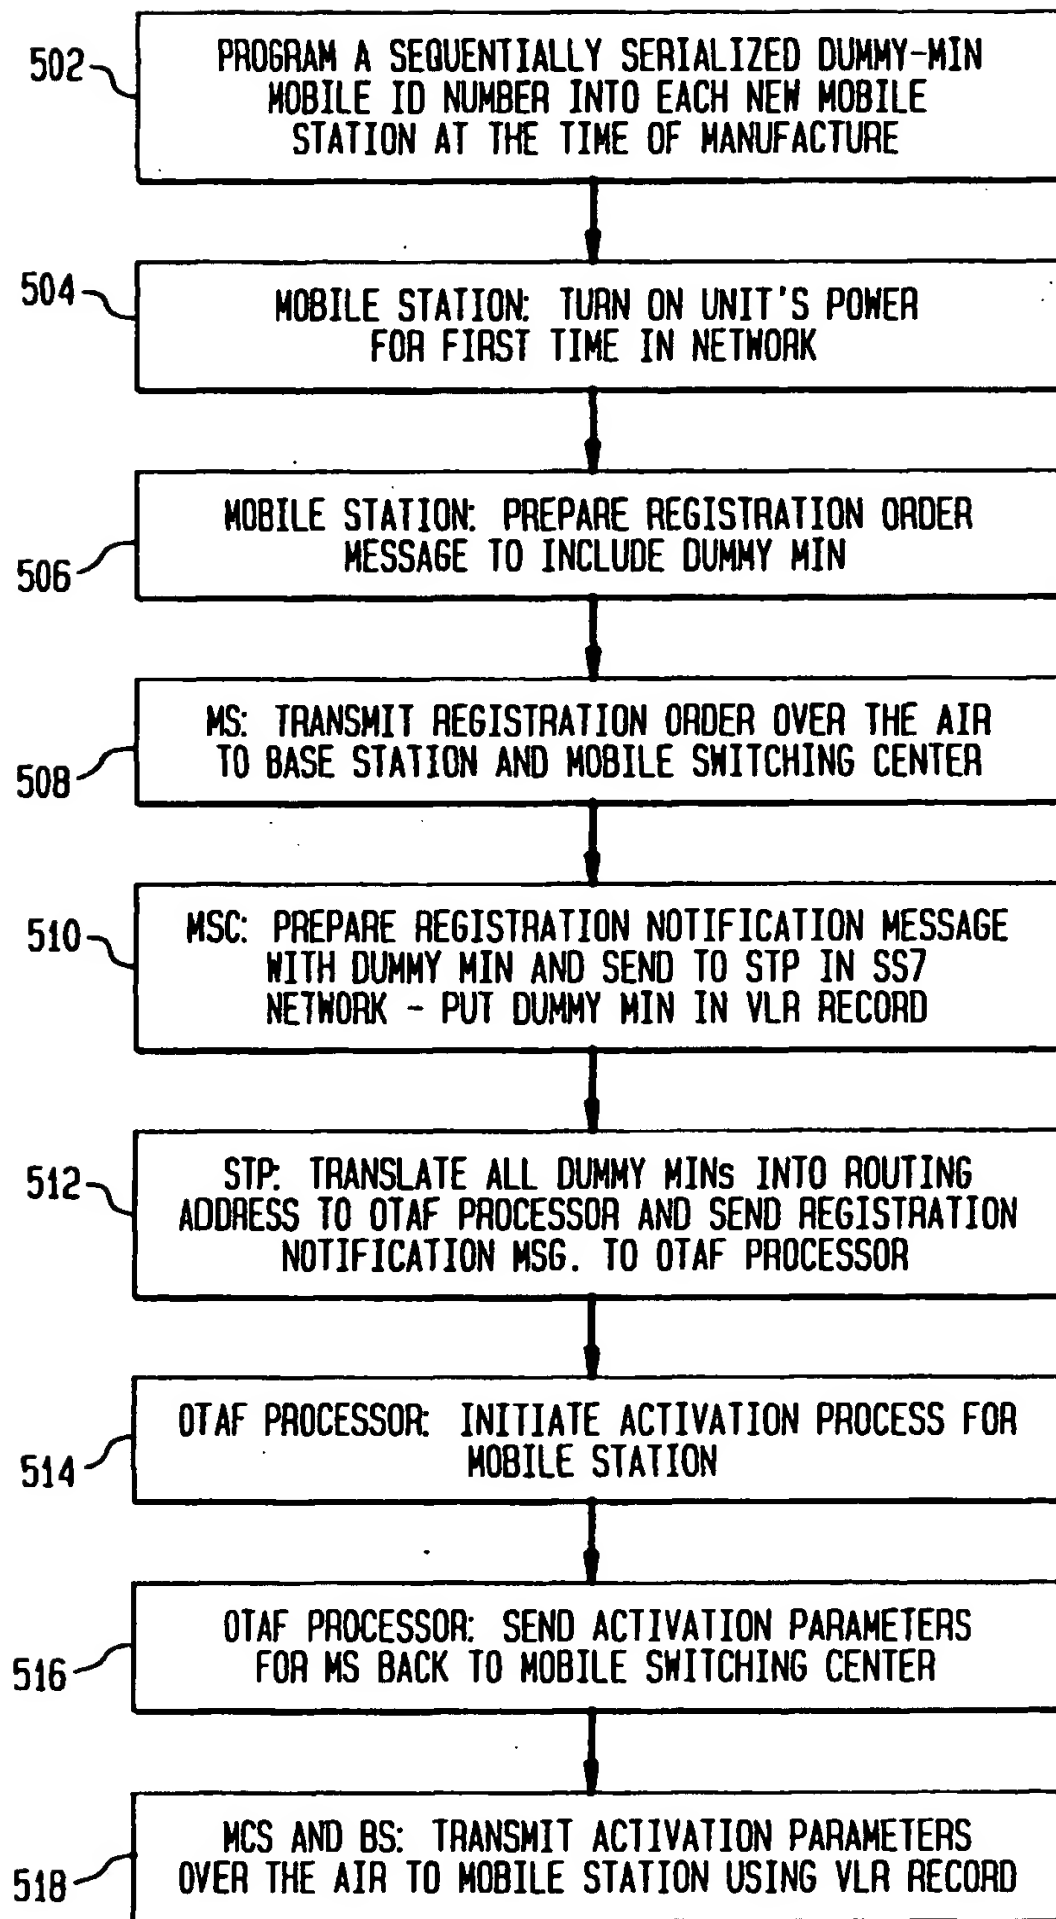 502
PROGRAM A SEQUENTIALLY SERIALIZED DUMMY-MIN
MOBILE ID NUMBER INTO EACH NEW MOBILE
STATION AT THE TIME OF MANUFACTURE
504
MOBILE STATION: TURN ON UNIT'S POWER
FOR FIRST TIME IN NETWORK
506
MOBILE STATION: PREPARE REGISTRATION ORDER
MESSAGE TO INCLUDE DUMMY MIN
508
MS: TRANSMIT REGISTRATION ORDER OVER THE AIR
TO BASE STATION AND MOBILE SWITCHING CENTER
510
MSC: PREPARE REGISTRATION NOTIFICATION MESSAGE
WITH DUMMY MIN AND SEND TO STP IN SS7
NETWORK - PUT DUMMY MIN IN VLR RECORD
512
STP: TRANSLATE ALL DUMMY MINs INTO ROUTING
ADDRESS TO OTAF PROCESSOR AND SEND REGISTRATION
NOTIFICATION MSG. TO OTAF PROCESSOR
514
OTAF PROCESSOR: INITIATE ACTIVATION PROCESS FOR
MOBILE STATION
516
OTAF PROCESSOR: SEND ACTIVATION PARAMETERS
FOR MS BACK TO MOBILE SWITCHING CENTER
518
MCS AND BS: TRANSMIT ACTIVATION PARAMETERS
OVER THE AIR TO MOBILE STATION USING VLR RECORD